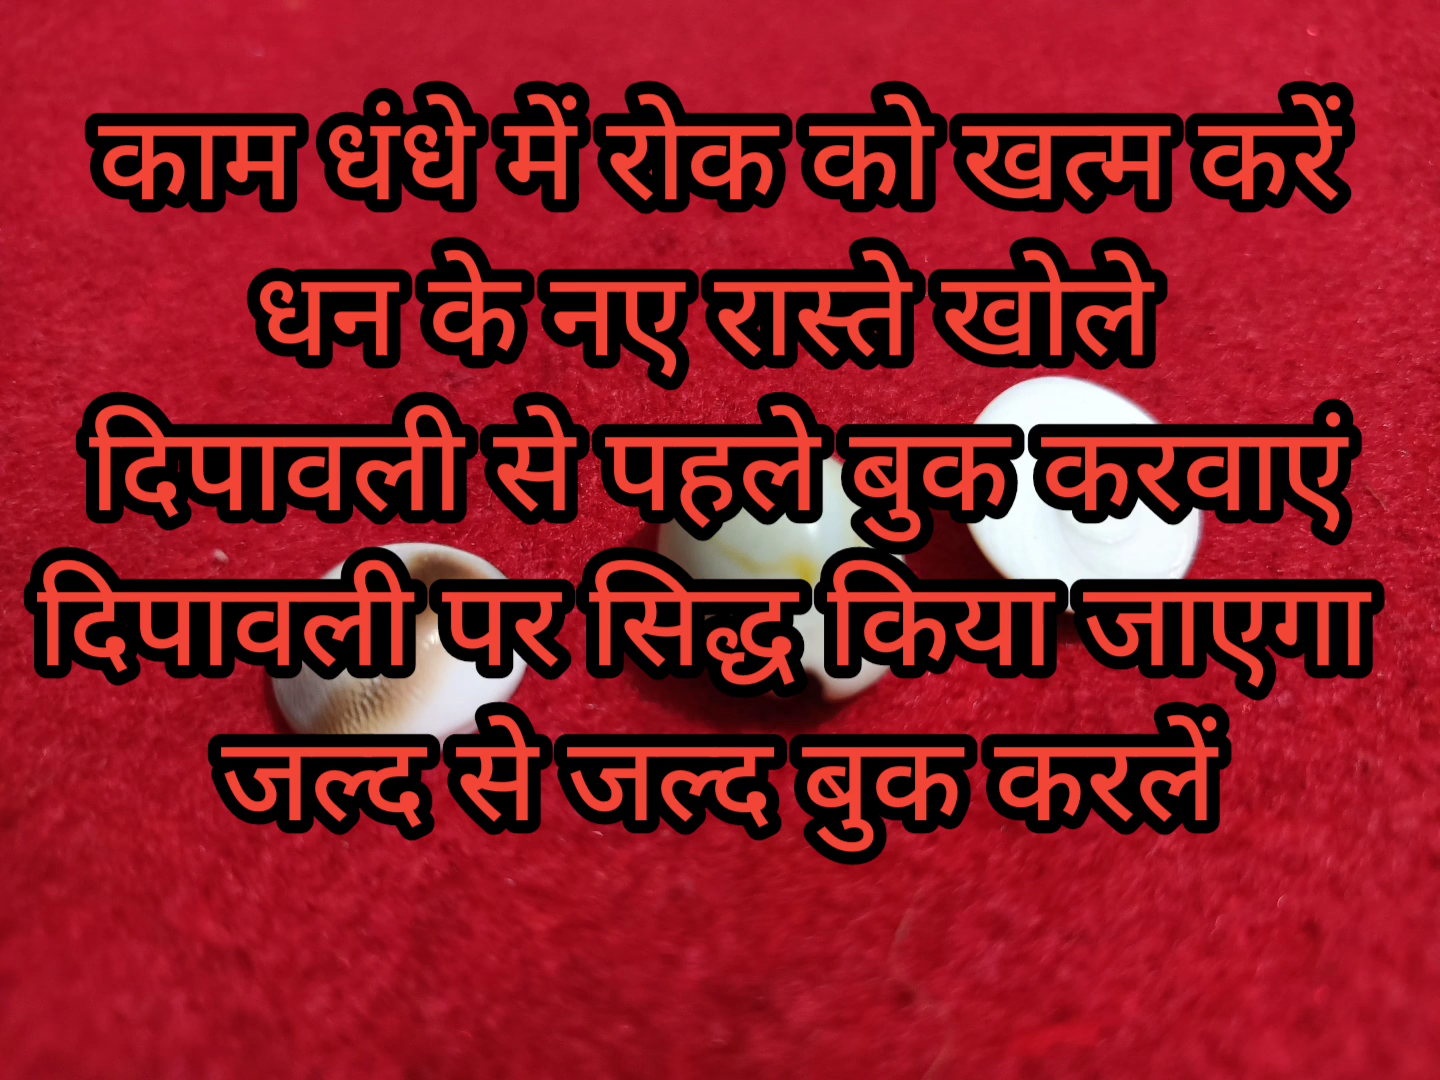 काम धंधे में रोक को खत्म करें
धन के नए रास्ते खोले
दिपावली से पहले बुक करवाएं
दिपावली पर सिद्ध किया जाएगा
जल्द से जल्द बुक करलें